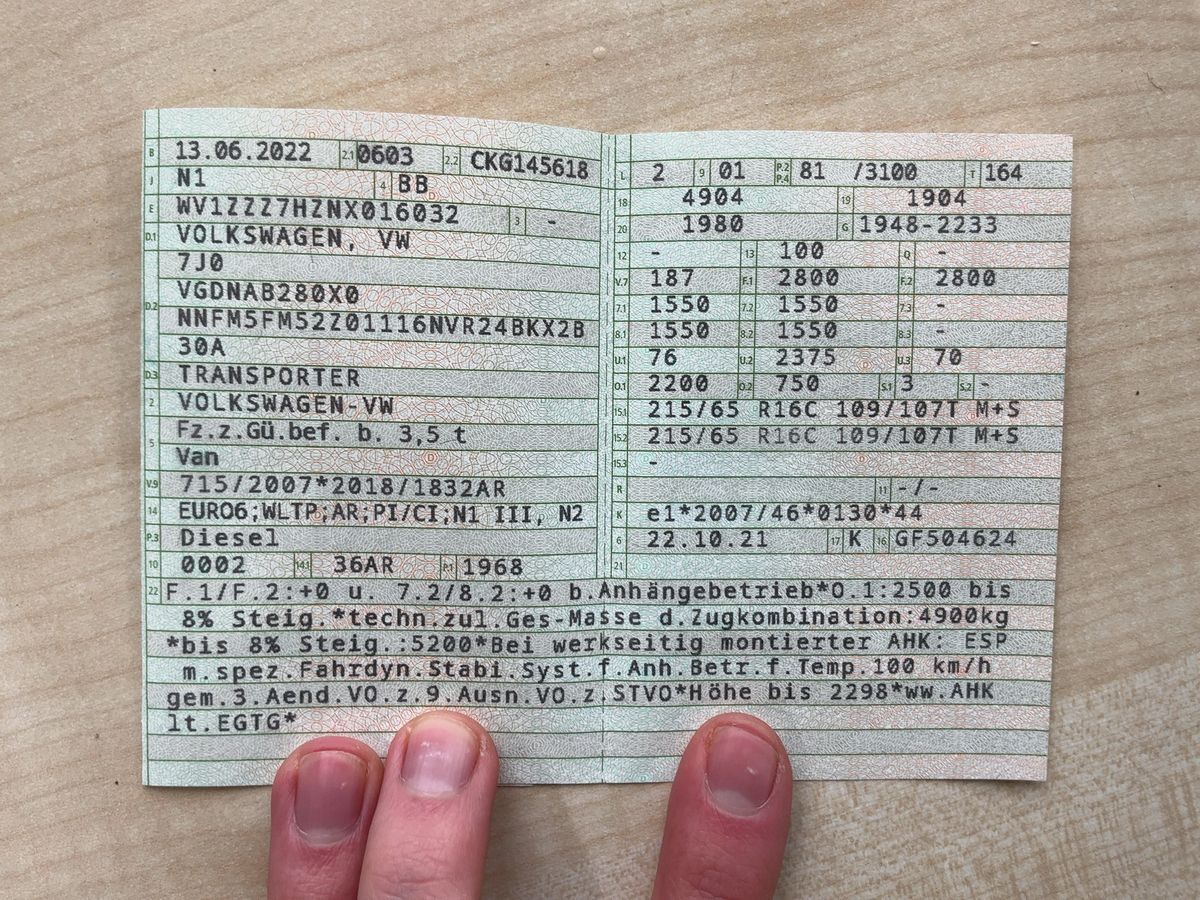 B 13.06.2022 2.1 0603 2.2 CKG145618
J N1 4 BB
E WV1ZZZ7HZNX016032 3 -
D.1 VOLKSWAGEN, VW
7J0
D.2 VGDNAB280X0
NNFM5FM52Z01116NVR24BKX2B
30A
D.3 TRANSPORTER
2 VOLKSWAGEN-VW
5 Fz.z.Gü.bef. b. 3,5 t
Van
V.9 715/2007*2018/1832AR
14 EURO6;WLTP;AR;PI/CI;N1 III, N2
P.3 Diesel
10 0002 14.1 36AR P.1 1968
L 2 9 01 P.2 P.4 81 /3100 T 164
18 4904 19 1904
20 1980 G 1948-2233
12 - 13 100 Q -
V.7 187 F.1 2800 F.2 2800
7.1 1550 7.2 1550 7.3 -
8.1 1550 8.2 1550 8.3 -
U.1 76 U.2 2375 U.3 70
O.1 2200 O.2 750 S.1 3 S.2 -
15.1 215/65 R16C 109/107T M+S
15.2 215/65 R16C 109/107T M+S
15.3 -
R 11 -/-
K e1*2007/46*0130*44
6 22.10.21 17 K 16 GF504624
21
22 F.1/F.2:+0 u. 7.2/8.2:+0 b.Anhängebetrieb*O.1:2500 bis
8% Steig.*techn.zul.Ges-Masse d.Zugkombination:4900kg
*bis 8% Steig.:5200*Bei werkseitig montierter AHK: ESP
m.spez.Fahrdyn.Stabi.Syst.f.Anh.Betr.f.Temp.100 km/h
gem.3.Aend.VO.z.9.Ausn.VO.z.STVO*Höhe bis 2298*ww.AHK
lt.EGTG*